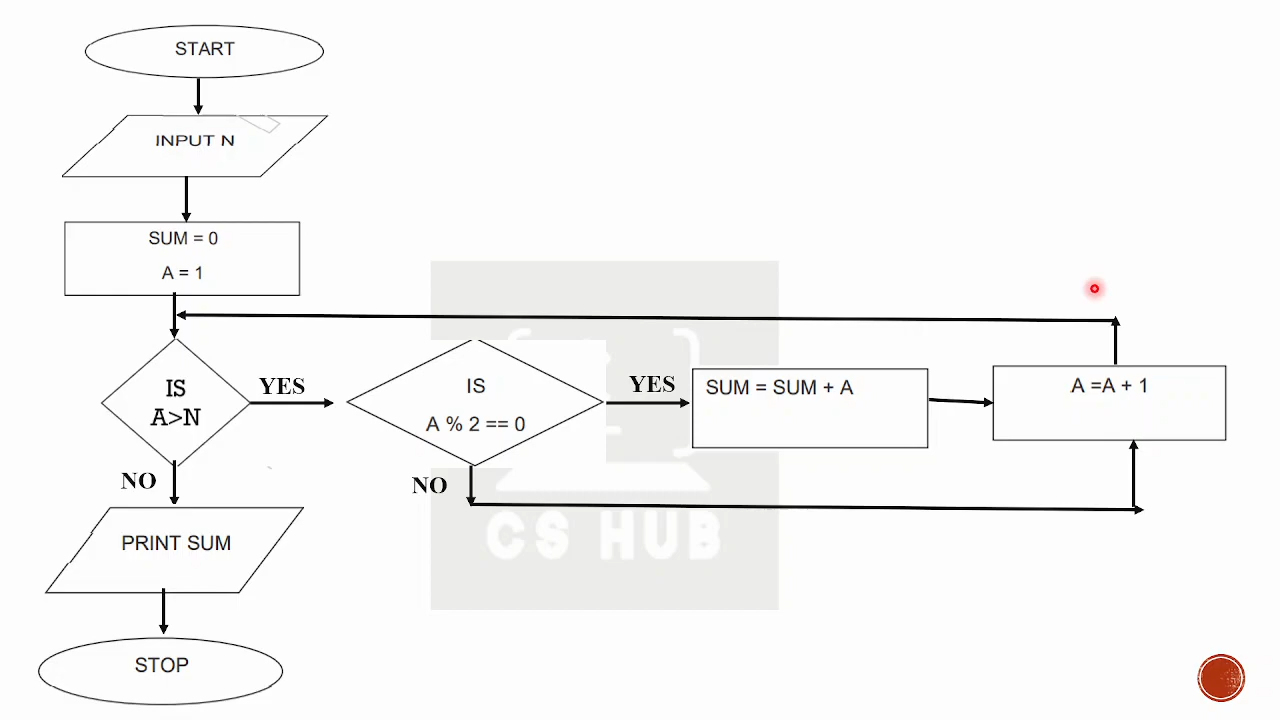 START
INPUT N
SUM = 0
A = 1
IS
A>N
YES
IS
A % 2 == 0
YES
SUM = SUM + A
A =A + 1
NO
NO
PRINT SUM
CS HUB
STOP